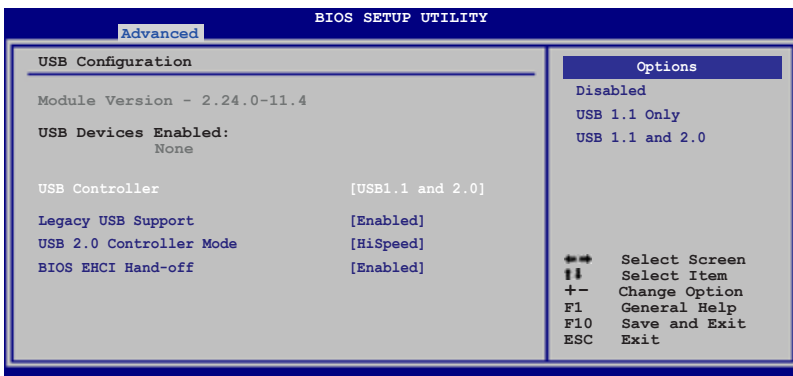 BIOS SETUP UTILITY
Advanced
USB Configuration
Module Version - 2.24.0-11.4
USB Devices Enabled:
None
USB Controller [USB1.1 and 2.0]
Legacy USB Support [Enabled]
USB 2.0 Controller Mode [HiSpeed]
BIOS EHCI Hand-off [Enabled]
Options
Disabled
USB 1.1 Only
USB 1.1 and 2.0
Select Screen
Select Item
+- Change Option
F1 General Help
F10 Save and Exit
ESC Exit